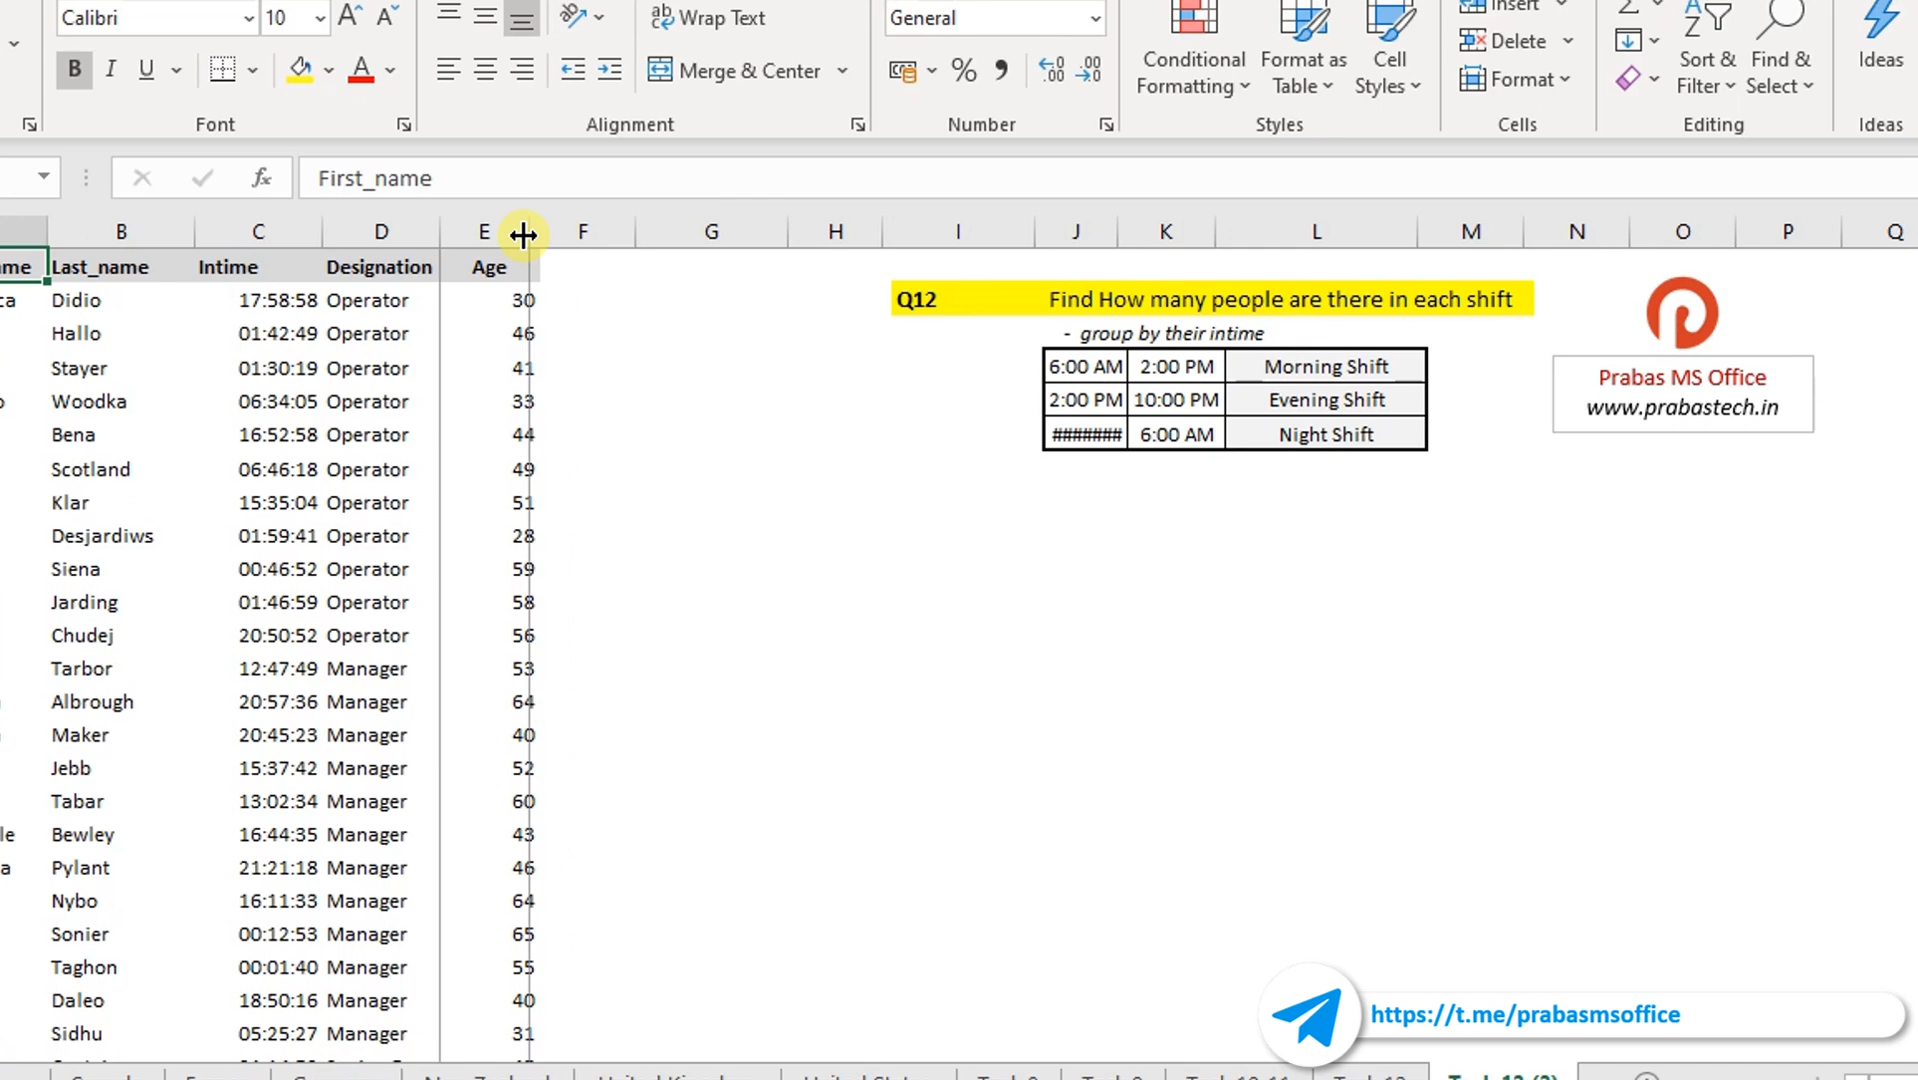 Calibri 10 A A Wrap Text General Insert
Delete
B I U Merge & Center % , Conditional Formatting Format as Table Cell Styles Format Sort & Filter Find & Select Ideas
Font Alignment Number Styles Cells Editing Ideas
fx First_name
B C D E F G H I J K L M N O P Q
Last_name Intime Designation Age
Didio 17:58:58 Operator 30
Hallo 01:42:49 Operator 46
Stayer 01:30:19 Operator 41
Woodka 06:34:05 Operator 33
Bena 16:52:58 Operator 44
Scotland 06:46:18 Operator 49
Klar 15:35:04 Operator 51
Desjardiws 01:59:41 Operator 28
Siena 00:46:52 Operator 59
Jarding 01:46:59 Operator 58
Chudej 20:50:52 Operator 56
Tarbor 12:47:49 Manager 53
Albrough 20:57:36 Manager 64
Maker 20:45:23 Manager 40
Jebb 15:37:42 Manager 52
Tabar 13:02:34 Manager 60
Bewley 16:44:35 Manager 43
Pylant 21:21:18 Manager 46
Nybo 16:11:33 Manager 64
Sonier 00:12:53 Manager 65
Taghon 00:01:40 Manager 55
Daleo 18:50:16 Manager 40
Sidhu 05:25:27 Manager 31
Q12 Find How many people are there in each shift
- group by their intime
6:00 AM 2:00 PM Morning Shift
2:00 PM 10:00 PM Evening Shift
####### 6:00 AM Night Shift
Prabas MS Office
www.prabastech.in
https://t.me/prabasmsoffice